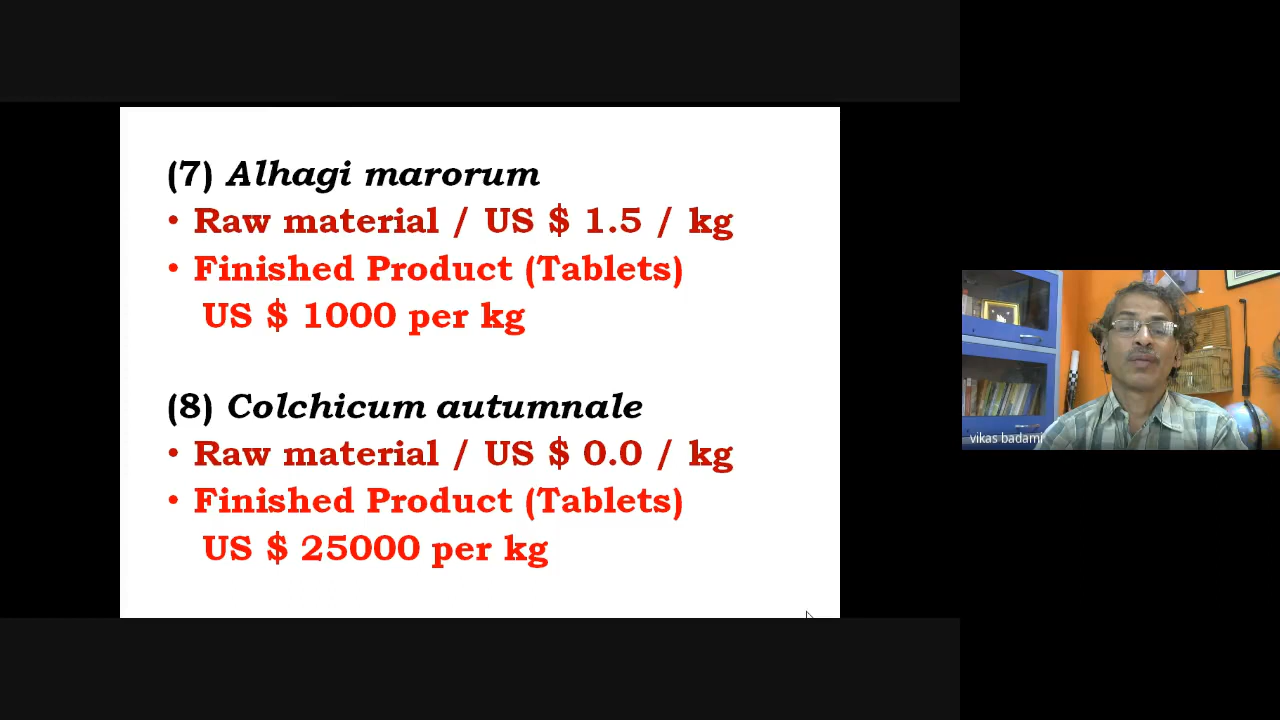 (7) Alhagi marorum
• Raw material / US $ 1.5 / kg
• Finished Product (Tablets)
US $ 1000 per kg
(8) Colchicum autumnale
• Raw material / US $ 0.0 / kg
• Finished Product (Tablets)
US $ 25000 per kg
vikas badami